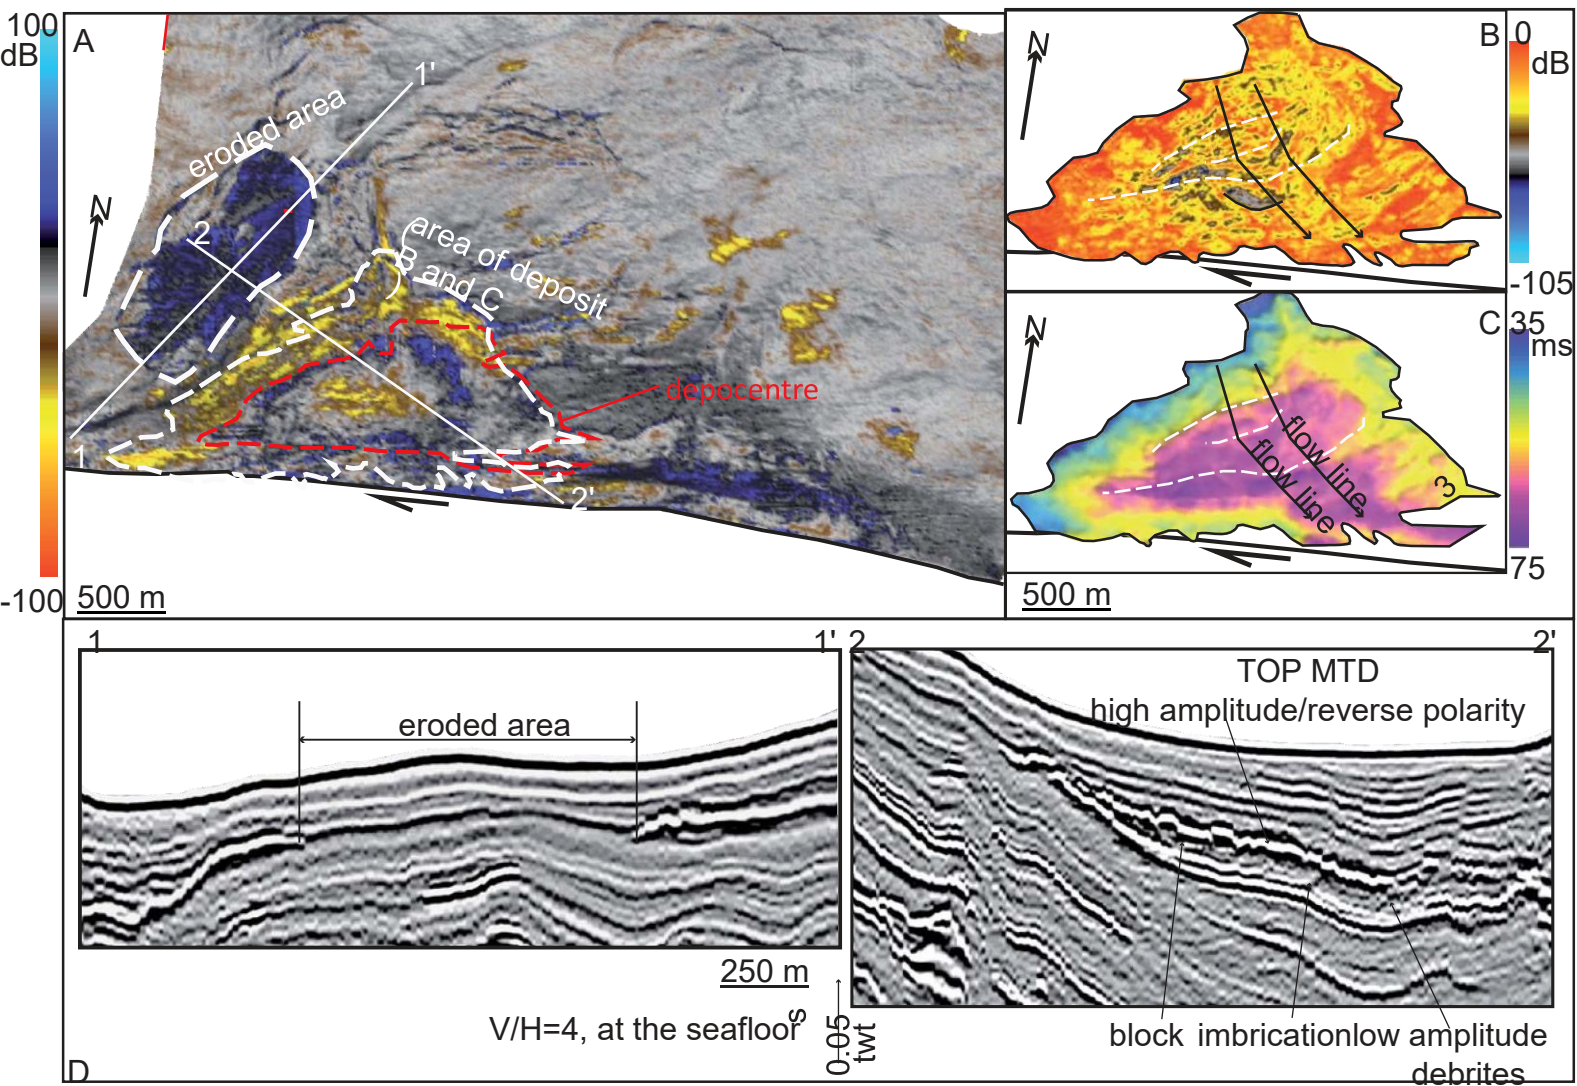 100
dB
A
N
-100
500 m
eroded area
1'
2
area of deposit
B and C
depocentre
1
2'
B
0
dB
N
-105
C
35
ms
N
flow line
flow line
3
75
500 m
1
1'
eroded area
2
2'
TOP MTD
high amplitude/reverse polarity
250 m
V/H=4, at the seafloor
0.05 s
twt
block
imbrication
low amplitude
debrites
D